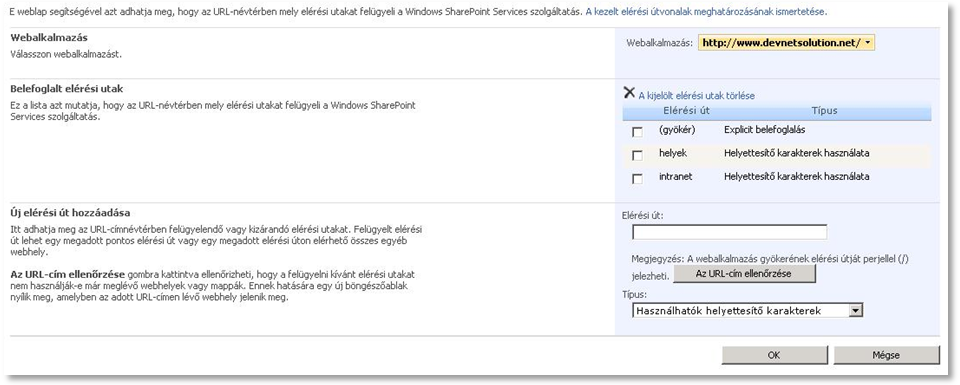 E weblap segítségével azt adhatja meg, hogy az URL-névtérben mely elérési utakat felügyeli a Windows SharePoint Services szolgáltatás. A kezelt elérési útvonalak meghatározásának ismertetése.
Webalkalmazás
Válasszon webalkalmazást.
Webalkalmazás: http://www.devnetsolution.net/
Belefoglalt elérési utak
Ez a lista azt mutatja, hogy az URL-névtérben mely elérési utakat felügyeli a Windows SharePoint
Services szolgáltatás.
A kijelölt elérési utak törlése
Elérési út Típus
(gyökér) Explicit belefoglalás
helyek Helyettesítő karakterek használata
intranet Helyettesítő karakterek használata
Új elérési út hozzáadása
Itt adhatja meg az URL-címnévtérben felügyelendő vagy kizárandó elérési utakat. Felügyelt elérési
út lehet egy megadott pontos elérési út vagy egy megadott elérési úton elérhető összes egyéb
webhely.
Az URL-cím ellenőrzése gombra kattintva ellenőrizheti, hogy a felügyelni kívánt elérési utakat
nem használják-e már meglévő webhelyek vagy mappák. Ennek hatására egy új böngészőablak
nyílik meg, amelyben az adott URL-címen lévő webhely jelenik meg.
Elérési út:
Megjegyzés: A webalkalmazás gyökerének elérési útját perjellel (/)
jelezheti. Az URL-cím ellenőrzése
Típus:
Használhatók helyettesítő karakterek
OK Mégse